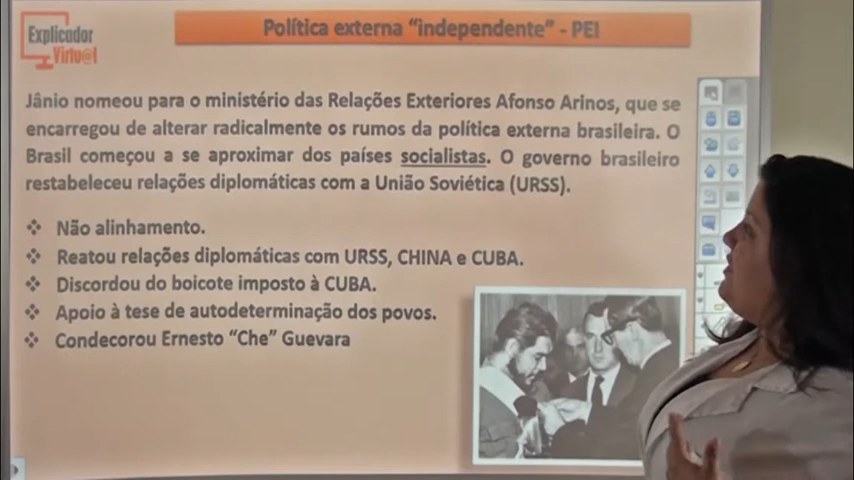 Explicador
Virtu@l
Política externa “independente” - PEI
Jânio nomeou para o ministério das Relações Exteriores Afonso Arinos, que se
encarregou de alterar radicalmente os rumos da política externa brasileira. O
Brasil começou a se aproximar dos países socialistas. O governo brasileiro
restabeleceu relações diplomáticas com a União Soviética (URSS).
Não alinhamento.
Reatou relações diplomáticas com URSS, CHINA e CUBA.
Discordou do boicote imposto à CUBA.
Apoio à tese de autodeterminação dos povos.
Condecorou Ernesto “Che” Guevara